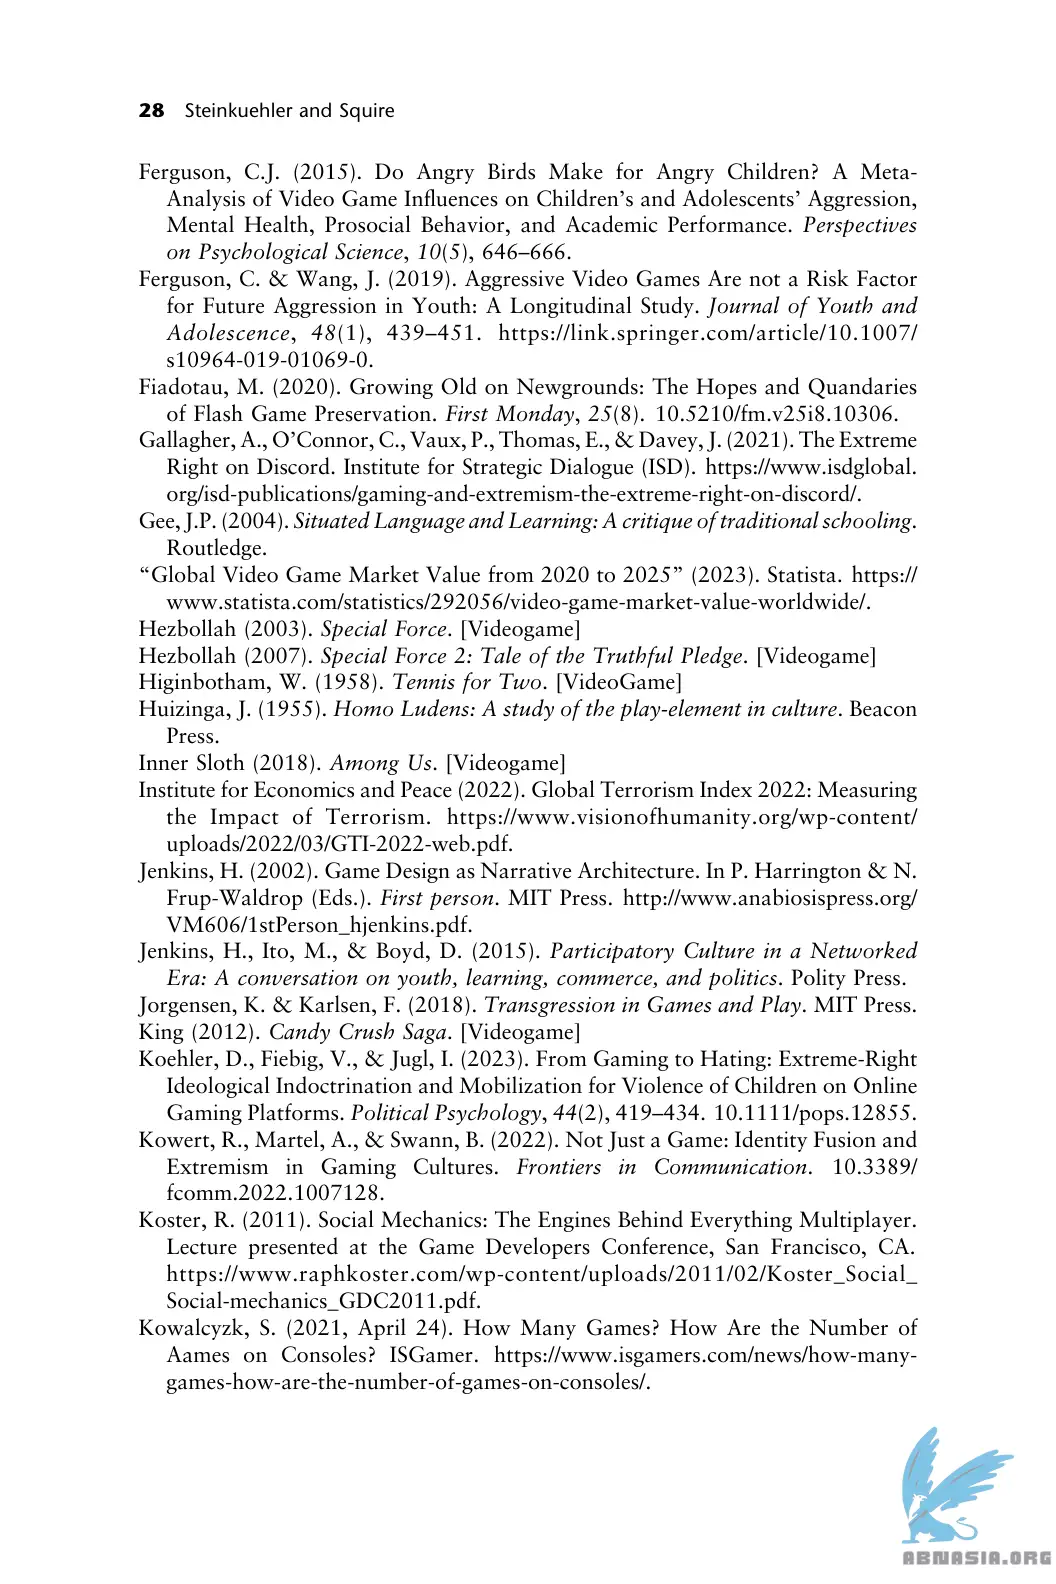 28 Steinkuehler and Squire
Ferguson, C.J. (2015). Do Angry Birds Make for Angry Children? A Meta-
Analysis of Video Game Influences on Children’s and Adolescents’ Aggression,
Mental Health, Prosocial Behavior, and Academic Performance. Perspectives
on Psychological Science, 10(5), 646–666.
Ferguson, C. & Wang, J. (2019). Aggressive Video Games Are not a Risk Factor
for Future Aggression in Youth: A Longitudinal Study. Journal of Youth and
Adolescence, 48(1), 439–451. https://link.springer.com/article/10.1007/
s10964-019-01069-0.
Fiadotau, M. (2020). Growing Old on Newgrounds: The Hopes and Quandaries
of Flash Game Preservation. First Monday, 25(8). 10.5210/fm.v25i8.10306.
Gallagher, A., O’Connor, C., Vaux, P., Thomas, E., & Davey, J. (2021). The Extreme
Right on Discord. Institute for Strategic Dialogue (ISD). https://www.isdglobal.
org/isd-publications/gaming-and-extremism-the-extreme-right-on-discord/.
Gee, J.P. (2004). Situated Language and Learning: A critique of traditional schooling.
Routledge.
“Global Video Game Market Value from 2020 to 2025” (2023). Statista. https://
www.statista.com/statistics/292056/video-game-market-value-worldwide/.
Hezbollah (2003). Special Force. [Videogame]
Hezbollah (2007). Special Force 2: Tale of the Truthful Pledge. [Videogame]
Higinbotham, W. (1958). Tennis for Two. [VideoGame]
Huizinga, J. (1955). Homo Ludens: A study of the play-element in culture. Beacon
Press.
Inner Sloth (2018). Among Us. [Videogame]
Institute for Economics and Peace (2022). Global Terrorism Index 2022: Measuring
the Impact of Terrorism. https://www.visionofhumanity.org/wp-content/
uploads/2022/03/GTI-2022-web.pdf.
Jenkins, H. (2002). Game Design as Narrative Architecture. In P. Harrington & N.
Frup-Waldrop (Eds.). First person. MIT Press. http://www.anabiosispress.org/
VM606/1stPerson_hjenkins.pdf.
Jenkins, H., Ito, M., & Boyd, D. (2015). Participatory Culture in a Networked
Era: A conversation on youth, learning, commerce, and politics. Polity Press.
Jorgensen, K. & Karlsen, F. (2018). Transgression in Games and Play. MIT Press.
King (2012). Candy Crush Saga. [Videogame]
Koehler, D., Fiebig, V., & Jugl, I. (2023). From Gaming to Hating: Extreme-Right
Ideological Indoctrination and Mobilization for Violence of Children on Online
Gaming Platforms. Political Psychology, 44(2), 419–434. 10.1111/pops.12855.
Kowert, R., Martel, A., & Swann, B. (2022). Not Just a Game: Identity Fusion and
Extremism in Gaming Cultures. Frontiers in Communication. 10.3389/
fcomm.2022.1007128.
Koster, R. (2011). Social Mechanics: The Engines Behind Everything Multiplayer.
Lecture presented at the Game Developers Conference, San Francisco, CA.
https://www.raphkoster.com/wp-content/uploads/2011/02/Koster_Social_
Social-mechanics_GDC2011.pdf.
Kowalcyzk, S. (2021, April 24). How Many Games? How Are the Number of
Aames on Consoles? ISGamer. https://www.isgamers.com/news/how-many-
games-how-are-the-number-of-games-on-consoles/.
ABNASIA.ORG